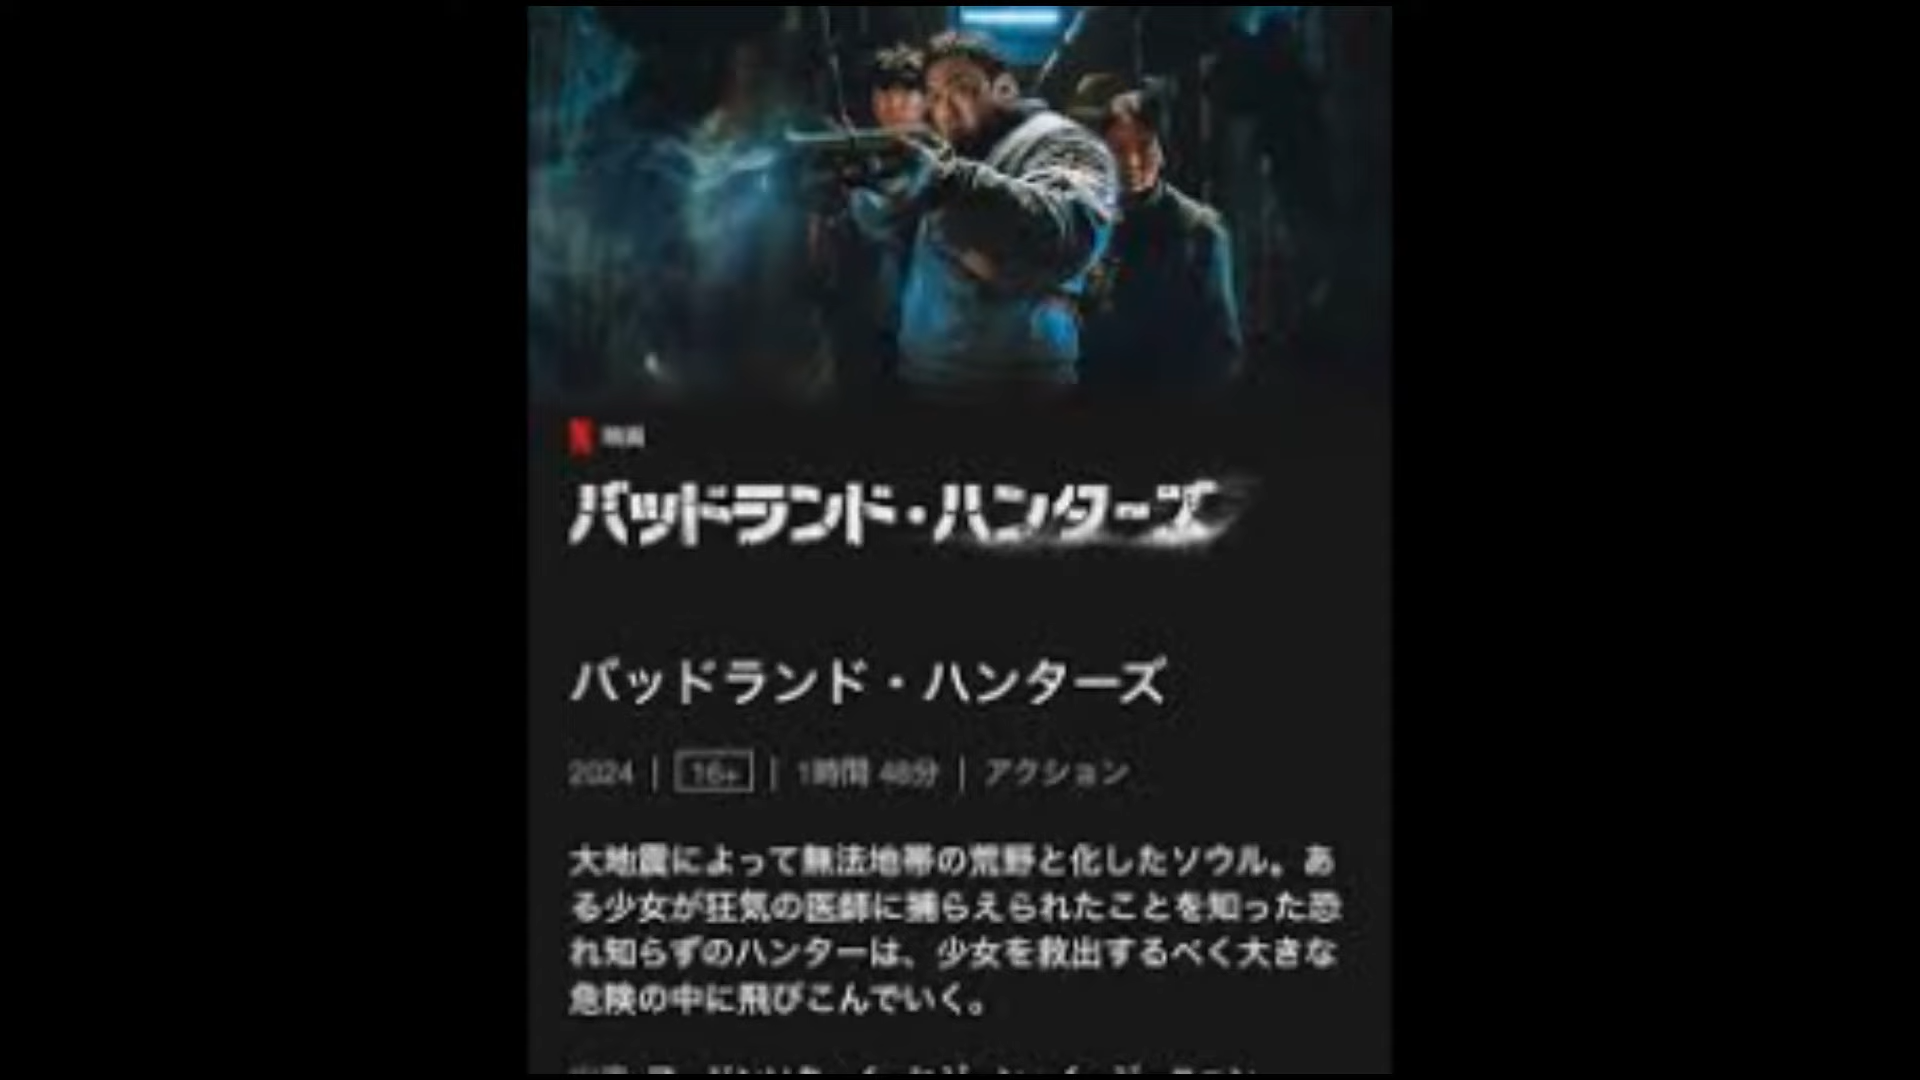 映画
バッドランド・ハンターズ
バッドランド・ハンターズ
2024 | 16+ | 1時間 48分 | アクション
大地震によって無法地帯の荒野と化したソウル。あ
る少女が狂気の医師に捕らえられたことを知った恐
れ知らずのハンターは、少女を救出するべく大きな
危険の中に飛びこんでいく。